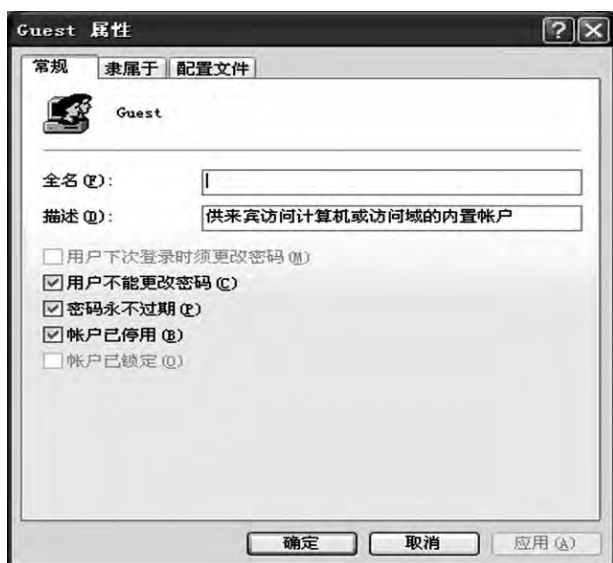 Guest 属性
常规 隶属于 配置文件
Guest
全名(F):
描述(D): 供来宾访问计算机或访问域的内置帐户
用户下次登录时须更改密码(M)
用户不能更改密码(C)
密码永不过期(P)
帐户已停用(B)
帐户已锁定(O)
确定 取消 应用(A)